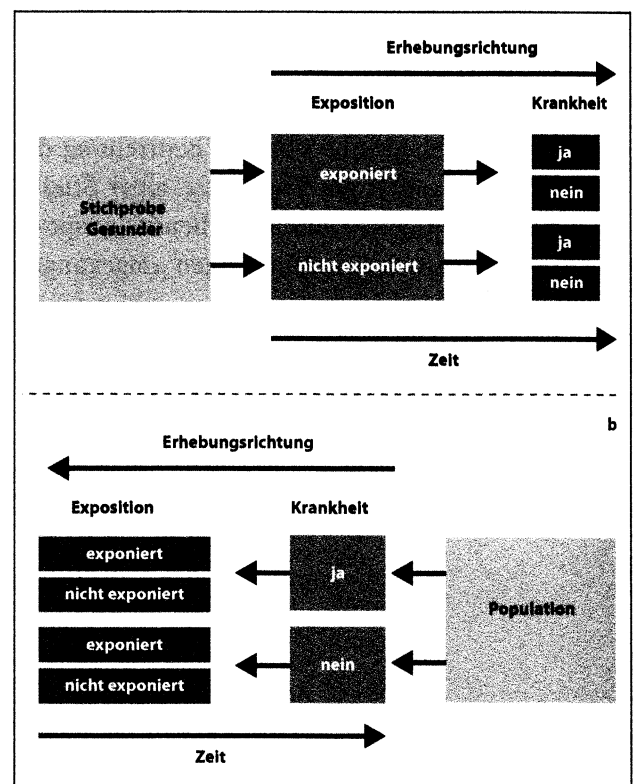 Erhebungsrichtung
Exposition
Krankheit
Stichprobe
Gesunder
exponiert
ja
nein
nicht exponiert
ja
nein
Zeit
b
Erhebungsrichtung
Exposition
Krankheit
exponiert
nicht exponiert
ja
Population
exponiert
nicht exponiert
nein
Zeit